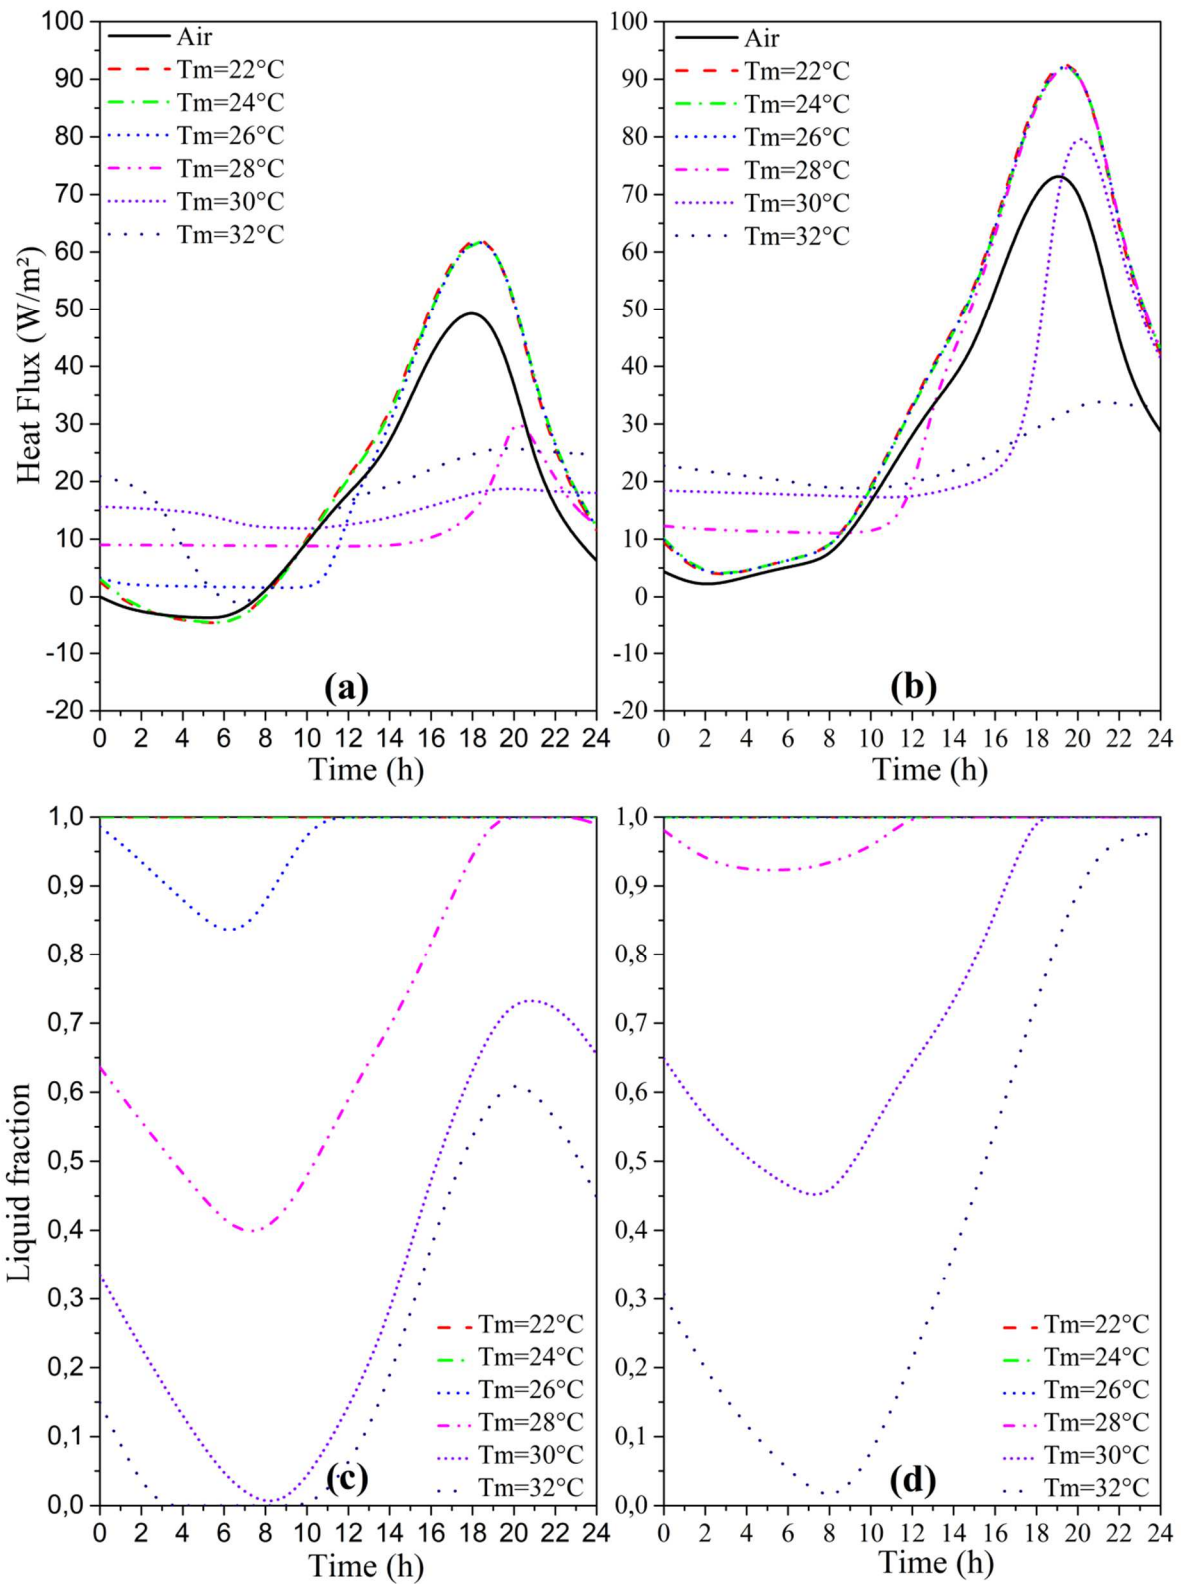 100
90
80
70
60
50
40
30
20
10
0
-10
-20
Heat Flux (W/m²)
Air
Tm=22°C
Tm=24°C
Tm=26°C
Tm=28°C
Tm=30°C
Tm=32°C
(a)
0 2 4 6 8 10 12 14 16 18 20 22 24
Time (h)
100
90
80
70
60
50
40
30
20
10
0
-10
-20
Air
Tm=22°C
Tm=24°C
Tm=26°C
Tm=28°C
Tm=30°C
Tm=32°C
(b)
0 2 4 6 8 10 12 14 16 18 20 22 24
Time (h)
1,0
0,9
0,8
0,7
0,6
0,5
0,4
0,3
0,2
0,1
0,0
Liquid fraction
Tm=22°C
Tm=24°C
Tm=26°C
Tm=28°C
Tm=30°C
Tm=32°C
(c)
0 2 4 6 8 10 12 14 16 18 20 22 24
Time (h)
1,0
0,9
0,8
0,7
0,6
0,5
0,4
0,3
0,2
0,1
0,0
Tm=22°C
Tm=24°C
Tm=26°C
Tm=28°C
Tm=30°C
Tm=32°C
(d)
0 2 4 6 8 10 12 14 16 18 20 22 24
Time (h)